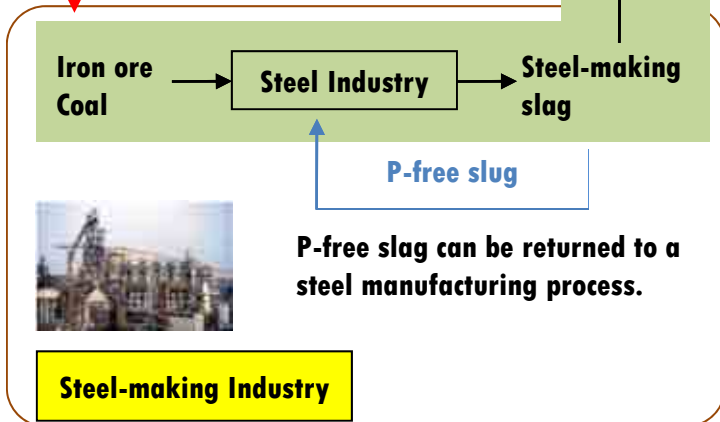 Iron ore
Coal
Steel Industry
Steel-making
slag
P-free slug
P-free slag can be returned to a
steel manufacturing process.
Steel-making Industry